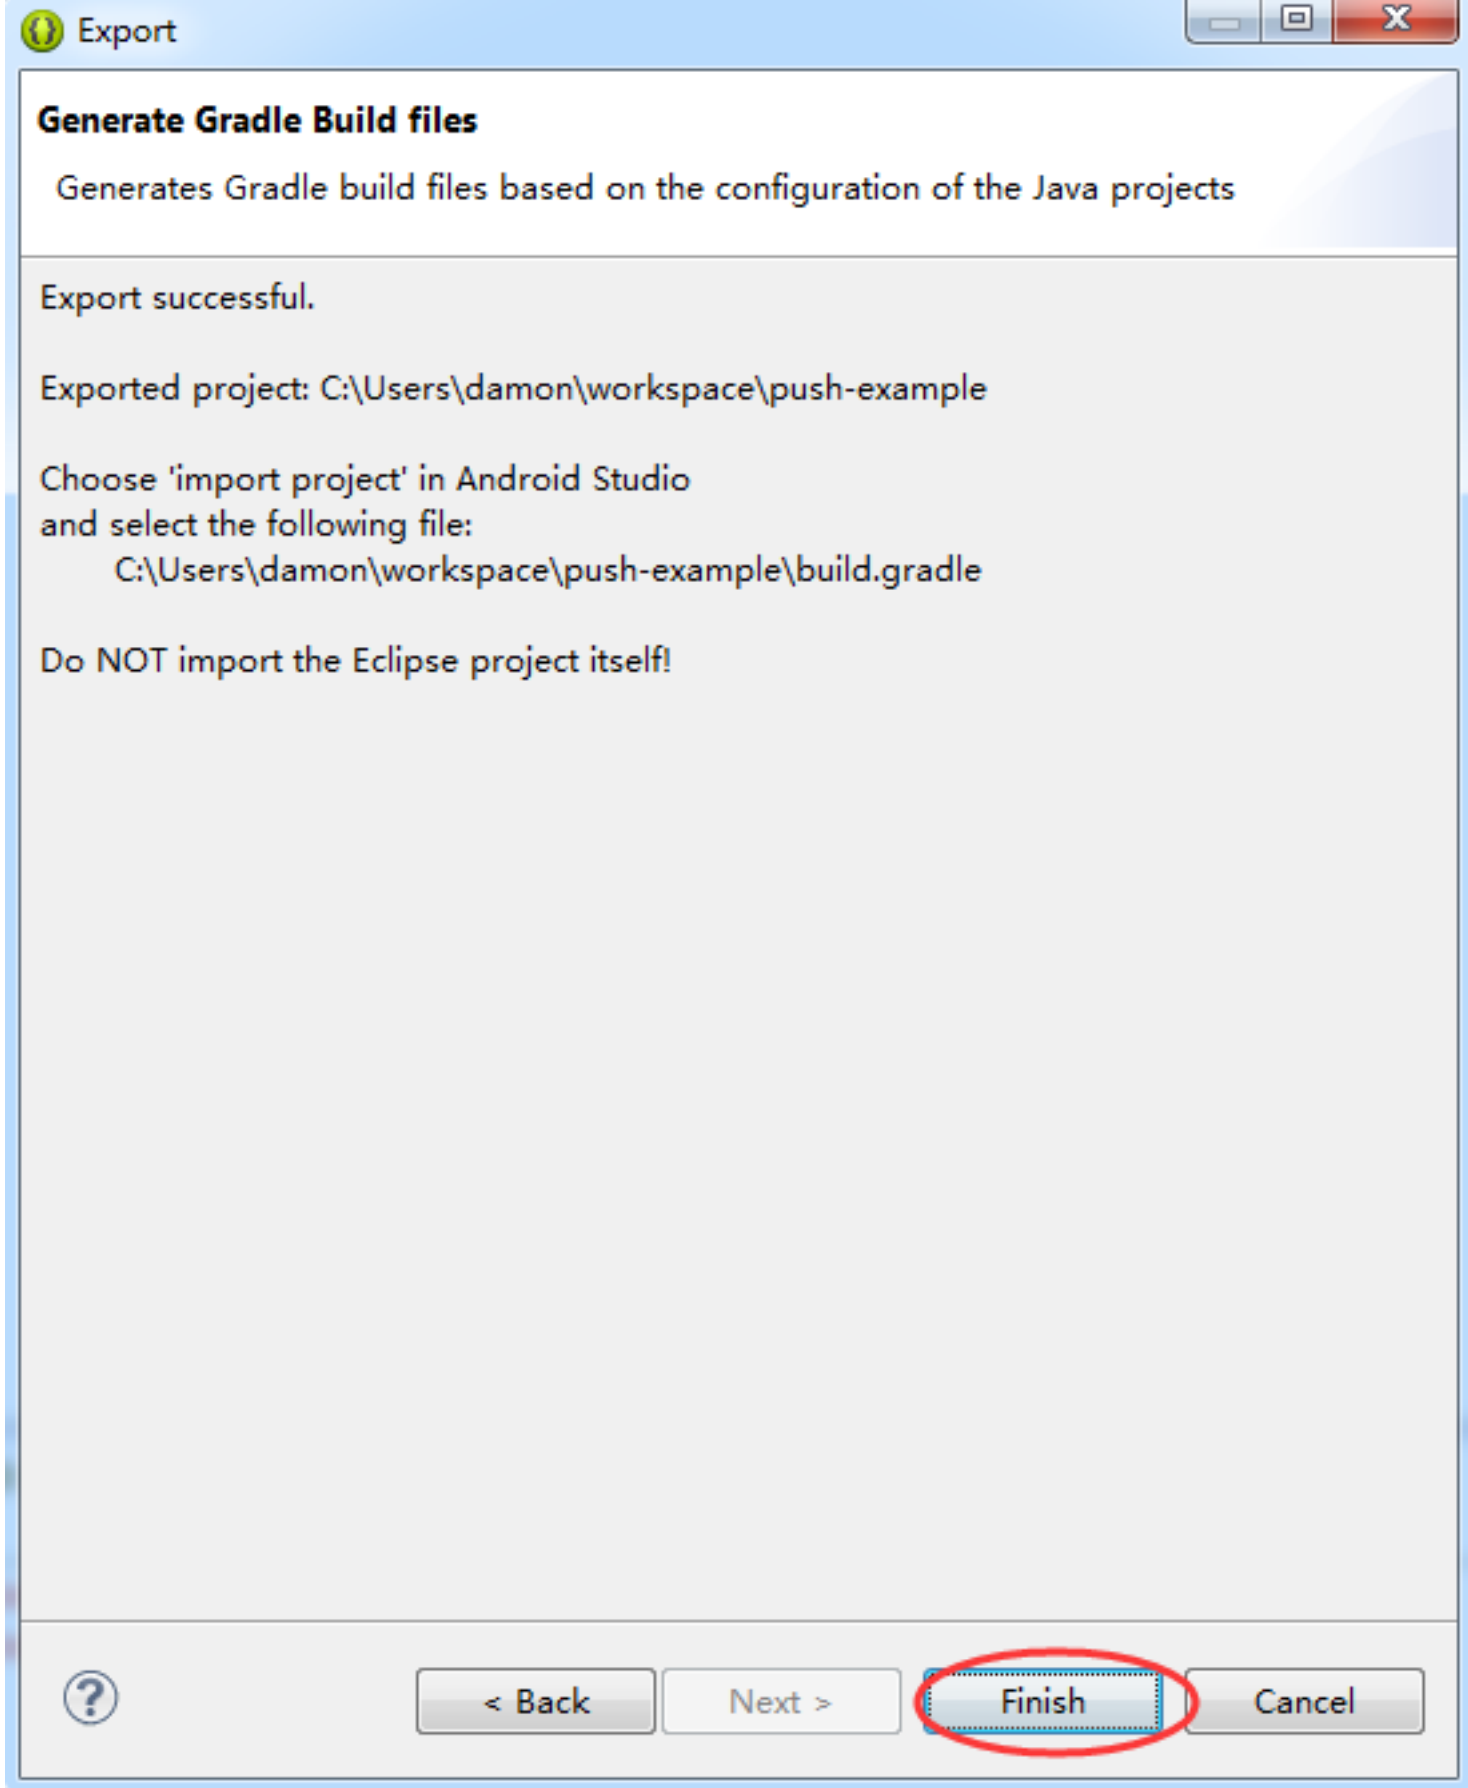 Export
Generate Gradle Build files
Generates Gradle build files based on the configuration of the Java projects
Export successful.
Exported project: C:\Users\damon\workspace\push-example
Choose 'import project' in Android Studio
and select the following file:
C:\Users\damon\workspace\push-example\build.gradle
Do NOT import the Eclipse project itself!
< Back
Next >
Finish
Cancel